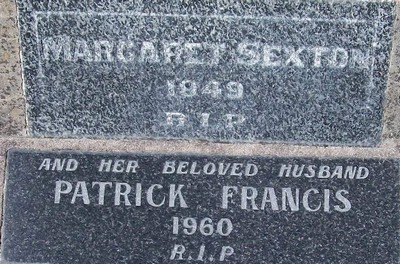 MARGARET SEXTON
1949
R.I.P
AND HER BELOVED HUSBAND
PATRICK FRANCIS
1960
R.I.P